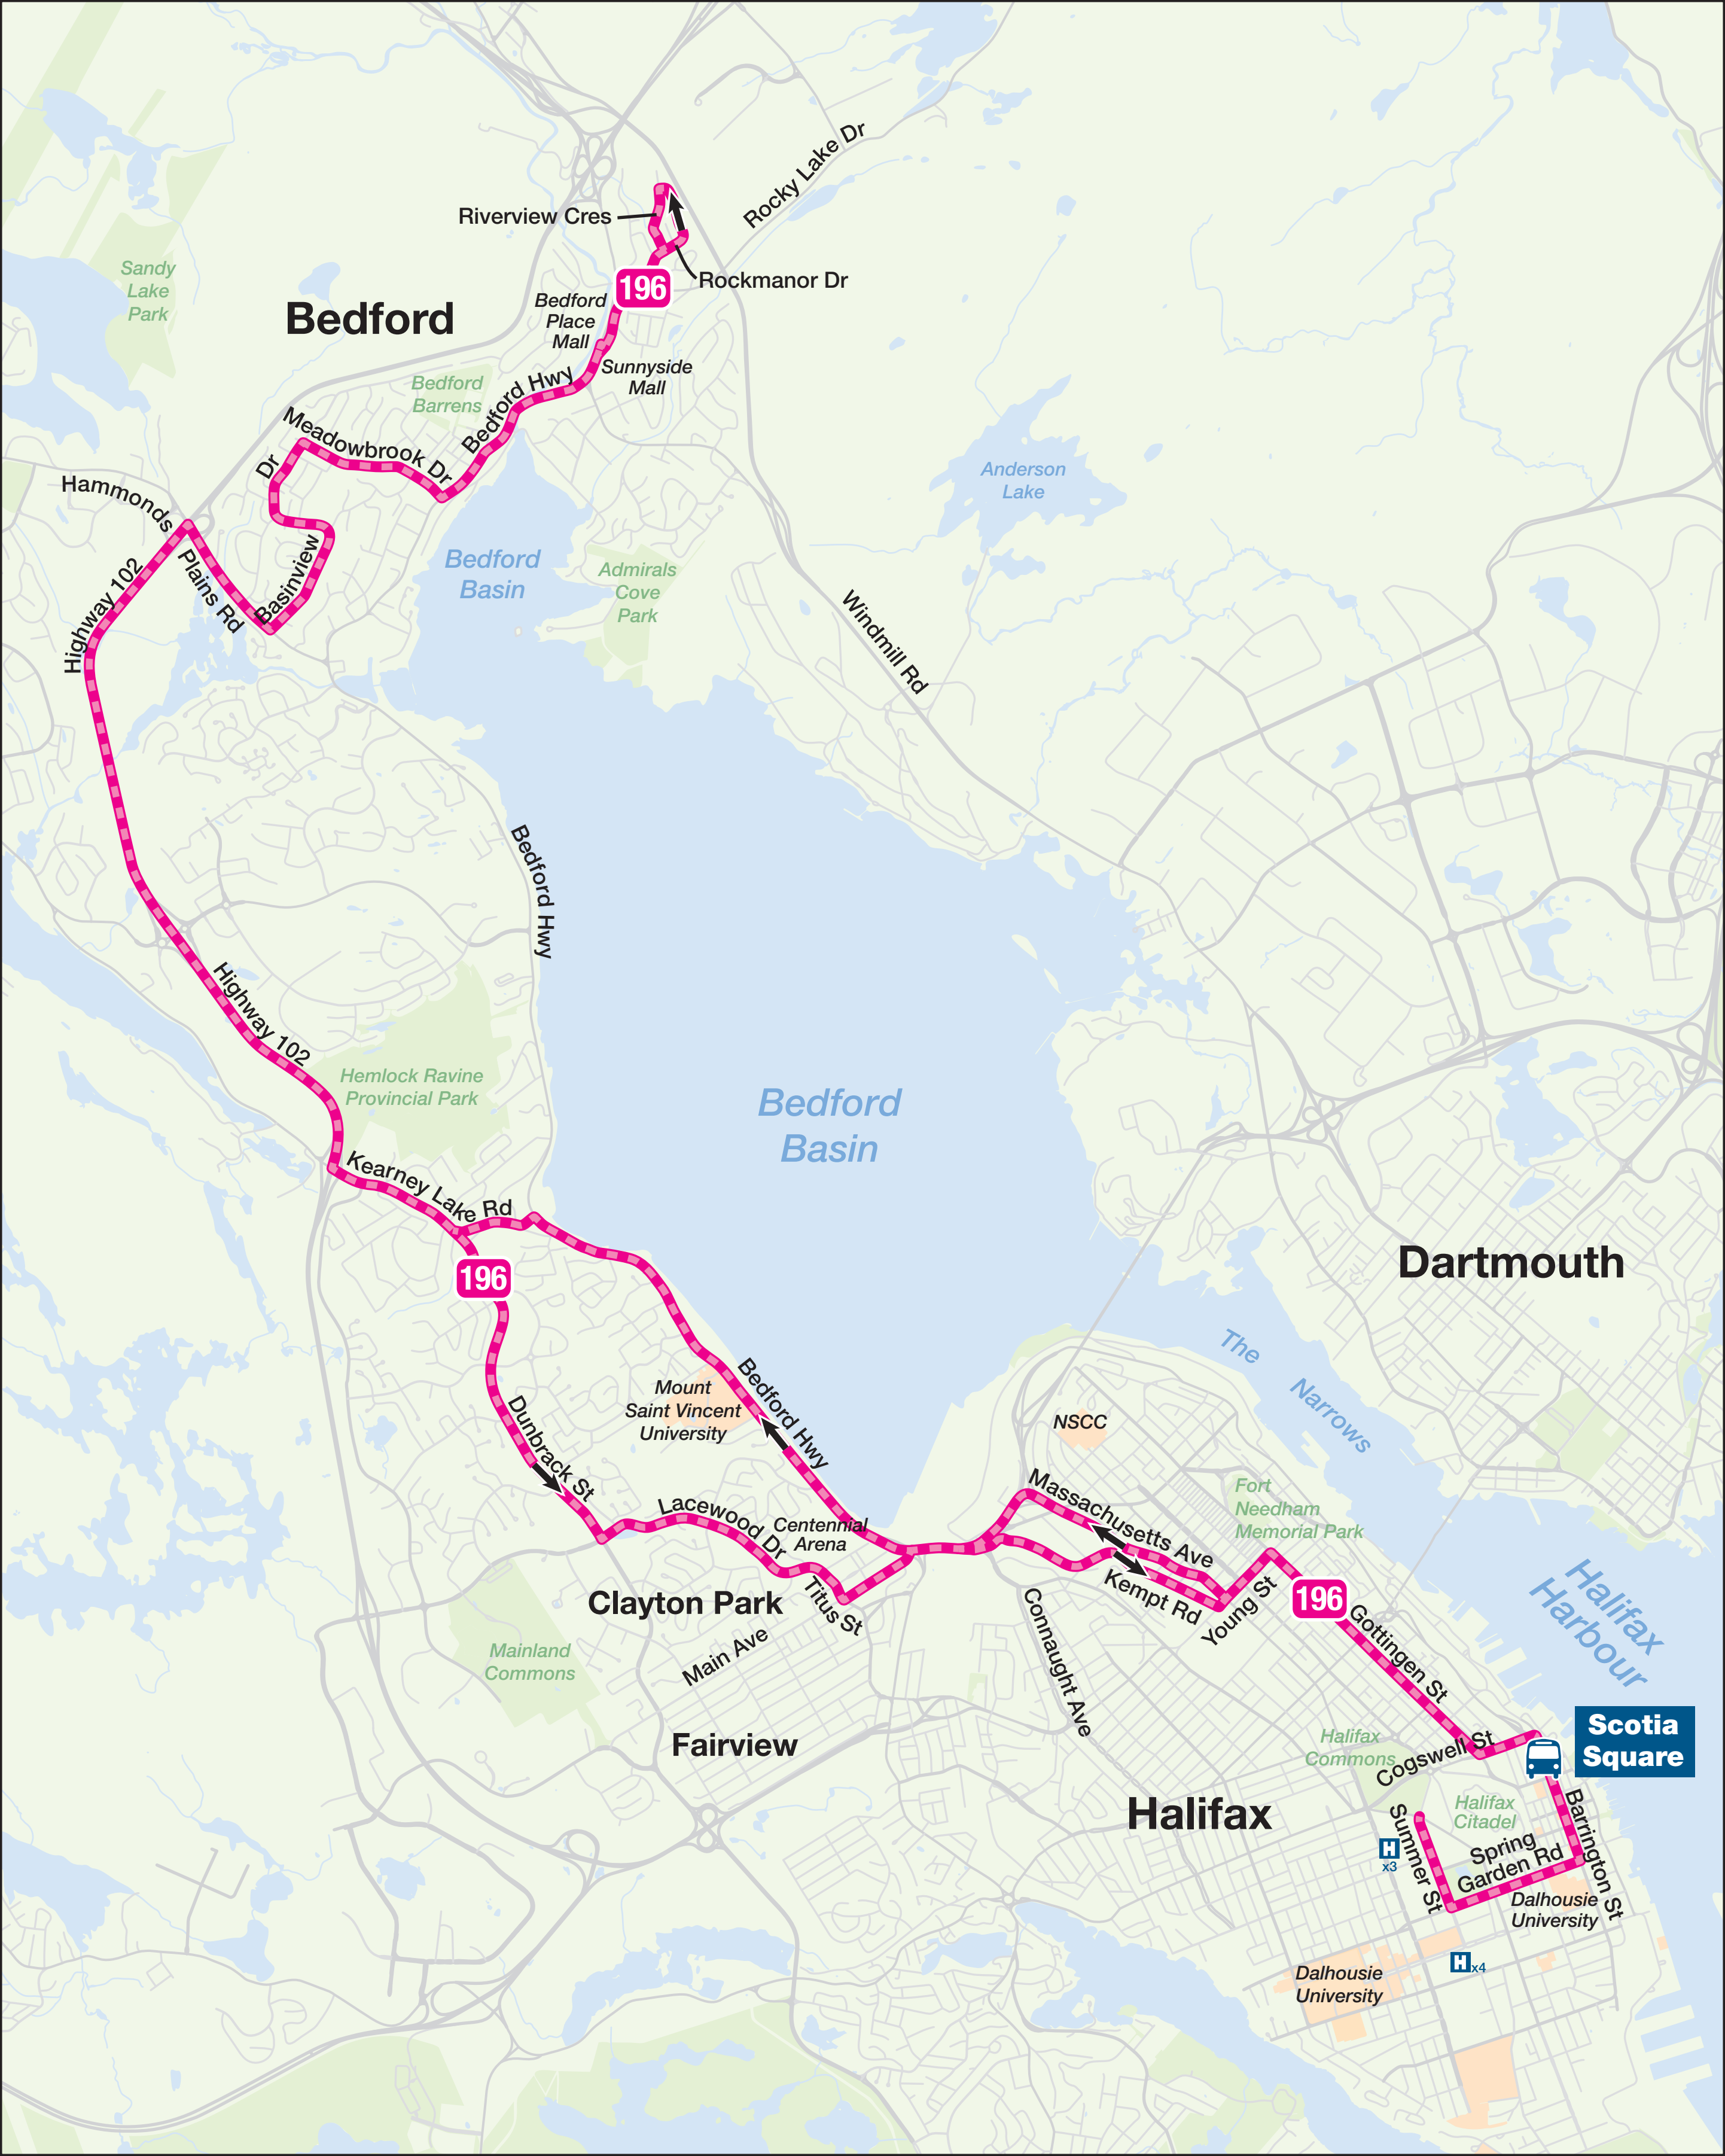 Rocky Lake Dr
Riverview Cres
Rockmanor Dr
196
Sandy
Lake
Park
Bedford
Bedford
Place
Mall
Sunnyside
Mall
Bedford
Barrens
Bedford Hwy
Meadowbrook Dr
Dr
Basinview
Hammonds
Plains Rd
Highway 102
Anderson
Lake
Bedford
Basin
Admirals
Cove
Park
Windmill Rd
Bedford Hwy
Highway 102
Hemlock Ravine
Provincial Park
Bedford
Basin
Kearney Lake Rd
196
Dartmouth
The
Narrows
Mount
Saint Vincent
University
Bedford Hwy
Dunbrack St
NSCC
Massachusetts Ave
Fort
Needham
Memorial Park
Lacewood Dr
Centennial
Arena
Titus St
Clayton Park
Kempt Rd
Young St
196
Gottingen St
Halifax
Harbour
Connaught Ave
Main Ave
Mainland
Commons
Fairview
Scotia
Square
Halifax
Commons
Cogswell St
Halifax
Halifax
Citadel
Barrington St
Summer St
H
x3
Spring
Garden Rd
Dalhousie
University
H x4
Dalhousie
University